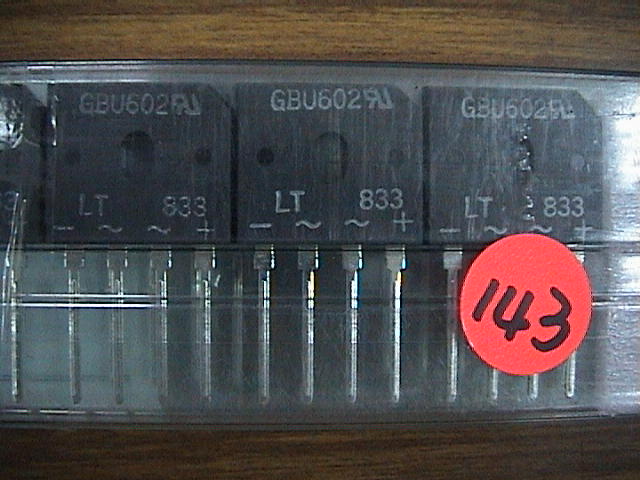 GBU602
LT 833
- ~ ~ +
GBU602
LT 833
- ~ ~ +
GBU602
LT 833
- ~ ~ +
143